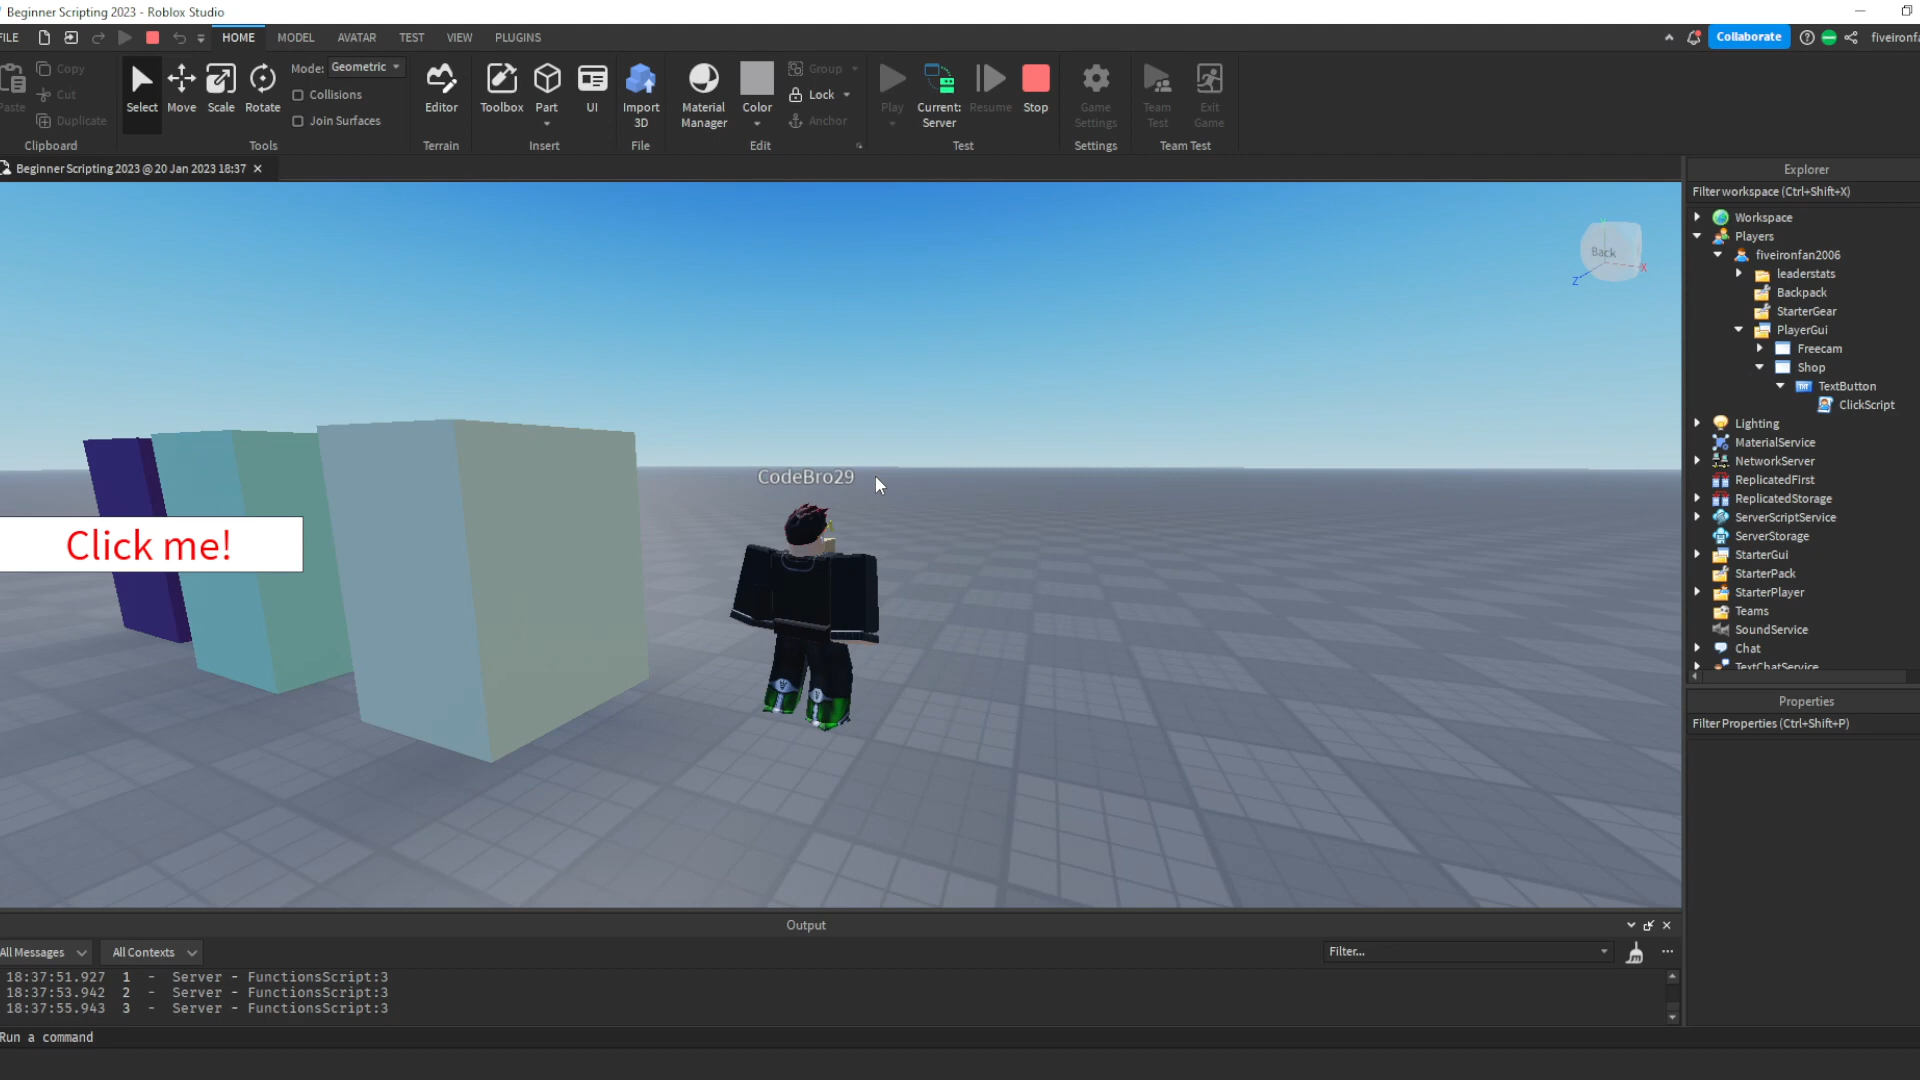 Beginner Scripting 2023 - Roblox Studio
FILE HOME MODEL AVATAR TEST VIEW PLUGINS Collaborate fiveironfa
Paste
Copy
Cut
Duplicate
Clipboard
Select Move Scale Rotate
Mode: Geometric
Collisions
Join Surfaces
Tools
Editor
Terrain
Toolbox Part UI
Insert
Import
3D
File
Material
Manager
Color
Group
Lock
Anchor
Edit
Play
Current:
Server
Resume Stop
Test
Game
Settings
Settings
Team
Test
Exit
Game
Team Test
Beginner Scripting 2023 @ 20 Jan 2023 18:37
Back
X
Y
Z
CodeBro29
Click me!
Explorer
Filter workspace (Ctrl+Shift+X)
Workspace
Players
fiveironfan2006
leaderstats
Backpack
StarterGear
PlayerGui
Freecam
Shop
TextButton
ClickScript
Lighting
MaterialService
NetworkServer
ReplicatedFirst
ReplicatedStorage
ServerScriptService
ServerStorage
StarterGui
StarterPack
StarterPlayer
Teams
SoundService
Chat
TextChatService
Properties
Filter Properties (Ctrl+Shift+P)
Output
All Messages All Contexts Filter...
18:37:51.927 1 - Server - FunctionsScript:3
18:37:53.942 2 - Server - FunctionsScript:3
18:37:55.943 3 - Server - FunctionsScript:3
Run a command